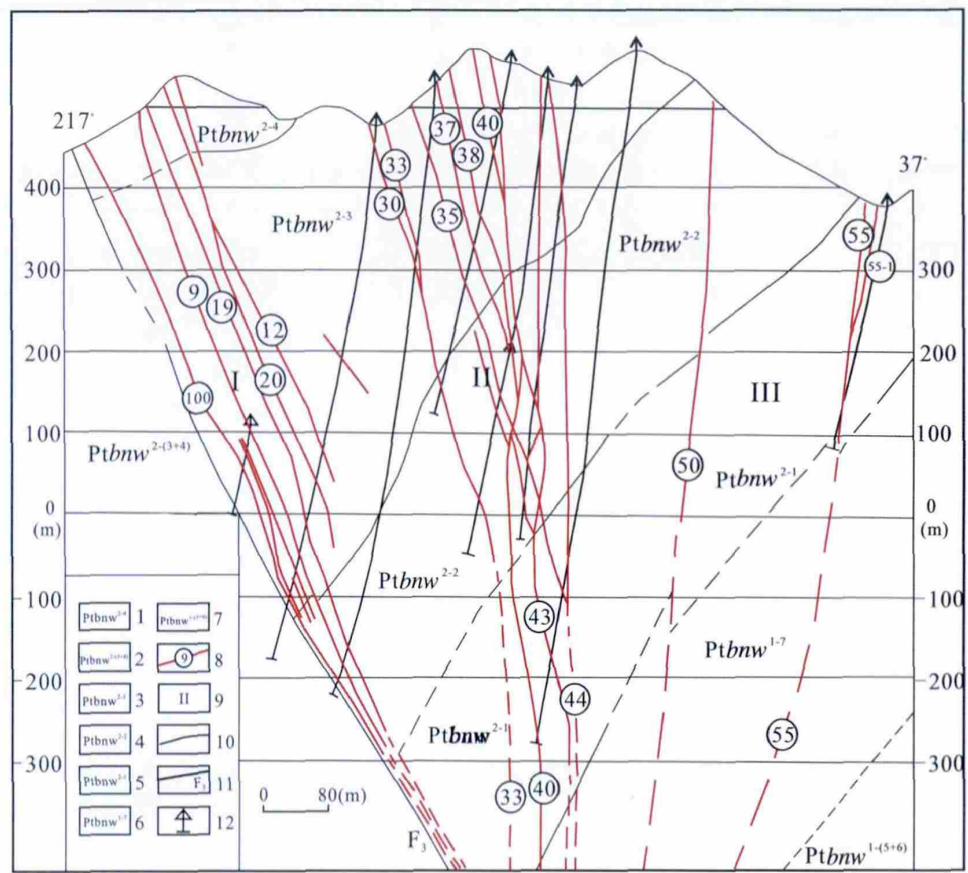 217°
37°
Ptbnw²⁻⁴
Ptbnw²⁻³
Ptbnw²⁻²
Ptbnw²⁻⁽³⁺⁴⁾
Ptbnw²⁻²
Ptbnw²⁻¹
Ptbnw²⁻¹
Ptbnw¹⁻⁷
Ptbnw¹⁻⁽⁵⁺⁶⁾
I
II
III
33
30
37
38
40
35
9
19
12
20
100
50
55
55-1
43
44
33
40
55
F₃
400
300
200
100
0
(m)
100
200
300
300
200
100
0
(m)
100
200
300
0 80(m)
Ptbnw²⁻⁴ 1
2
3
4
5
Ptbnw¹⁻⁷ 6
7
9 8
II 9
10
F₃ 11
12